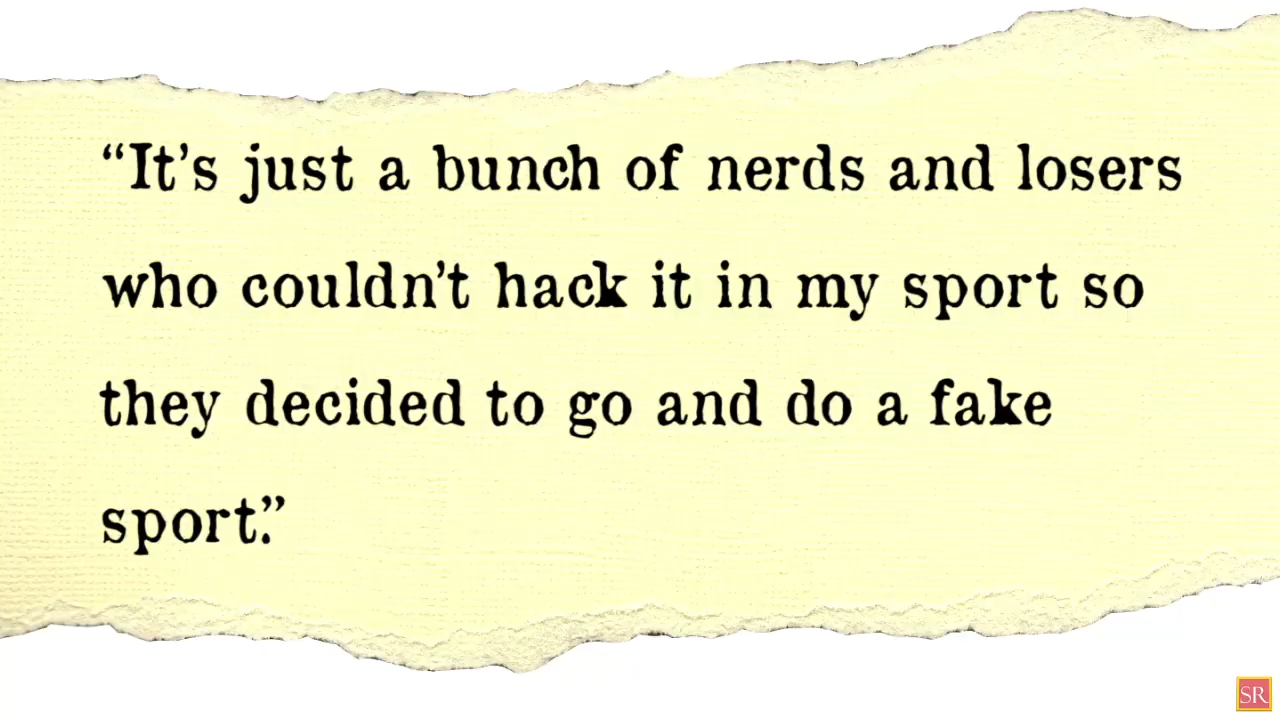 “It’s just a bunch of nerds and losers
who couldn’t hack it in my sport so
they decided to go and do a fake
sport.”
SR